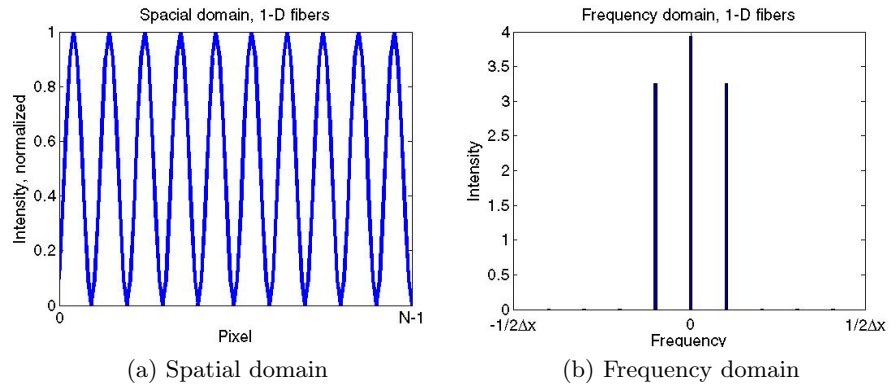 Spacial domain, 1-D fibers
Intensity, normalized
1
0.8
0.6
0.4
0.2
0
0
N-1
Pixel
(a) Spatial domain
Frequency domain, 1-D fibers
Intensity
4
3.5
3
2.5
2
1.5
1
0.5
0
-1/2Δx
0
1/2Δx
Frequency
(b) Frequency domain